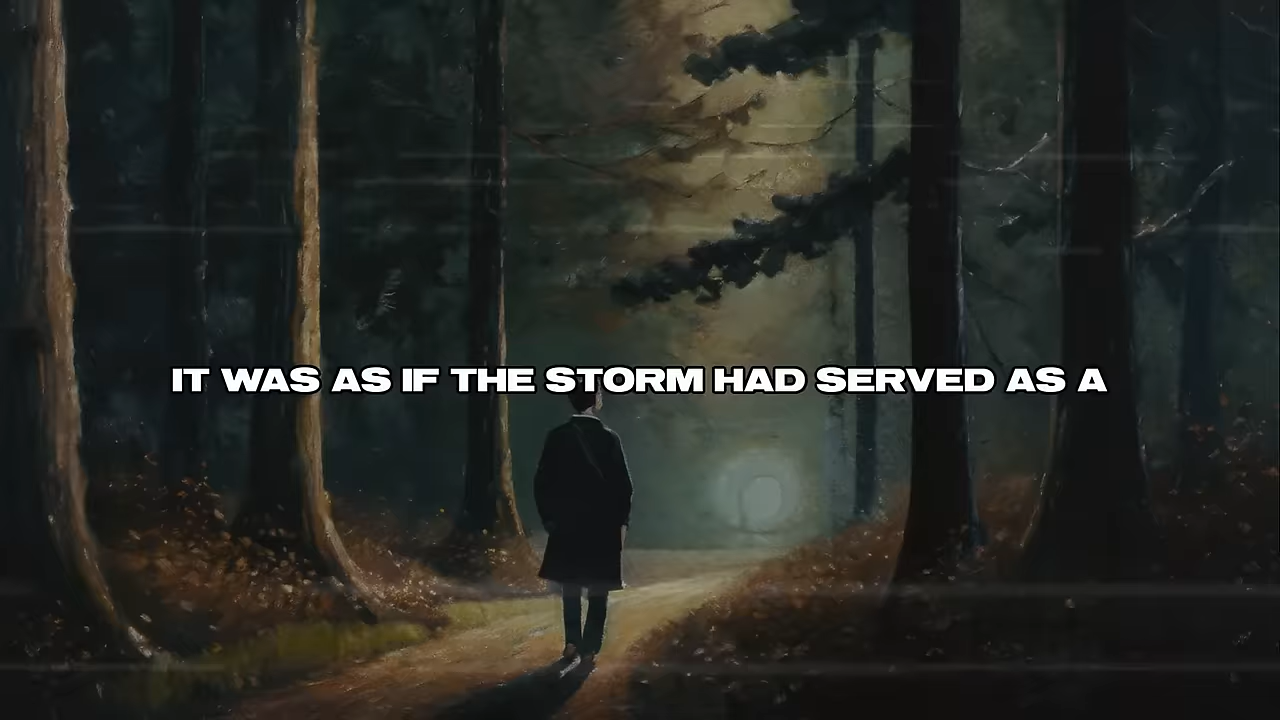 IT WAS AS IF THE STORM HAD SERVED AS A